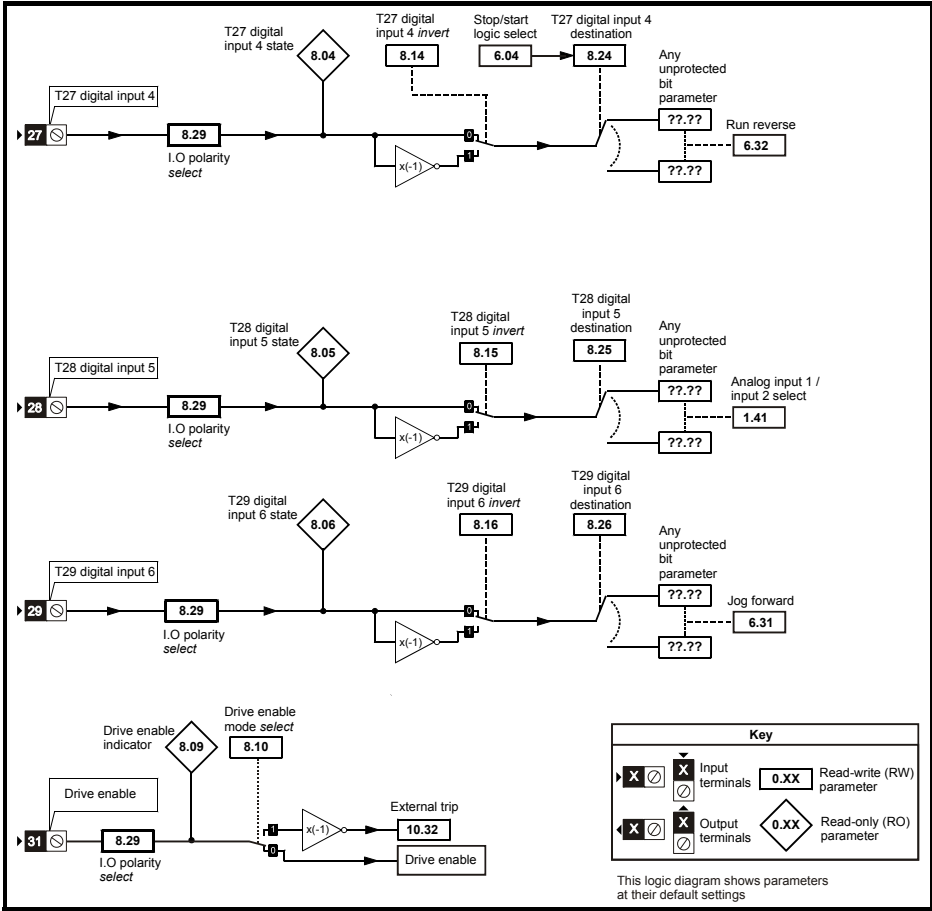 T27 digital
input 4 state
8.04
T27 digital
input 4 invert
8.14
Stop/start
logic select
6.04
T27 digital input 4
destination
8.24
Any
unprotected
bit
parameter
??.??
??.??
Run reverse
6.32
T27 digital input 4
27
8.29
I.O polarity
select
0
1
x(-1)
T28 digital
input 5 state
8.05
T28 digital
input 5 invert
8.15
T28 digital
input 5
destination
8.25
Any
unprotected
bit
parameter
??.??
??.??
Analog input 1 /
input 2 select
1.41
T28 digital input 5
28
8.29
I.O polarity
select
0
1
x(-1)
T29 digital
input 6 state
8.06
T29 digital
input 6 invert
8.16
T29 digital
input 6
destination
8.26
Any
unprotected
bit
parameter
??.??
??.??
Jog forward
6.31
T29 digital input 6
29
8.29
I.O polarity
select
0
1
x(-1)
Drive enable
indicator
8.09
Drive enable
mode select
8.10
Drive enable
31
8.29
I.O polarity
select
1
0
x(-1)
External trip
10.32
Drive enable
Key
X
X
Input
terminals
0.XX
Read-write (RW)
parameter
X
X
Output
terminals
0.XX
Read-only (RO)
parameter
This logic diagram shows parameters
at their default settings